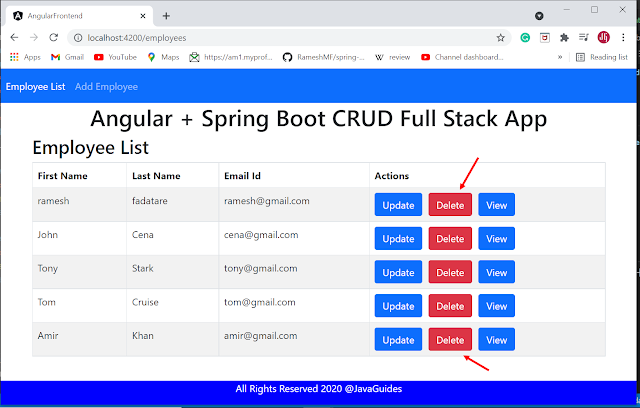 AngularFrontend
localhost:4200/employees
Apps Gmail YouTube Maps https://am1.myprof... RameshMF/spring-... W review Channel dashboard... » Reading list
Employee List Add Employee
Angular + Spring Boot CRUD Full Stack App
Employee List
First Name Last Name Email Id Actions
ramesh fadatare ramesh@gmail.com Update Delete View
John Cena cena@gmail.com Update Delete View
Tony Stark tony@gmail.com Update Delete View
Tom Cruise tom@gmail.com Update Delete View
Amir Khan amir@gmail.com Update Delete View
All Rights Reserved 2020 @JavaGuides